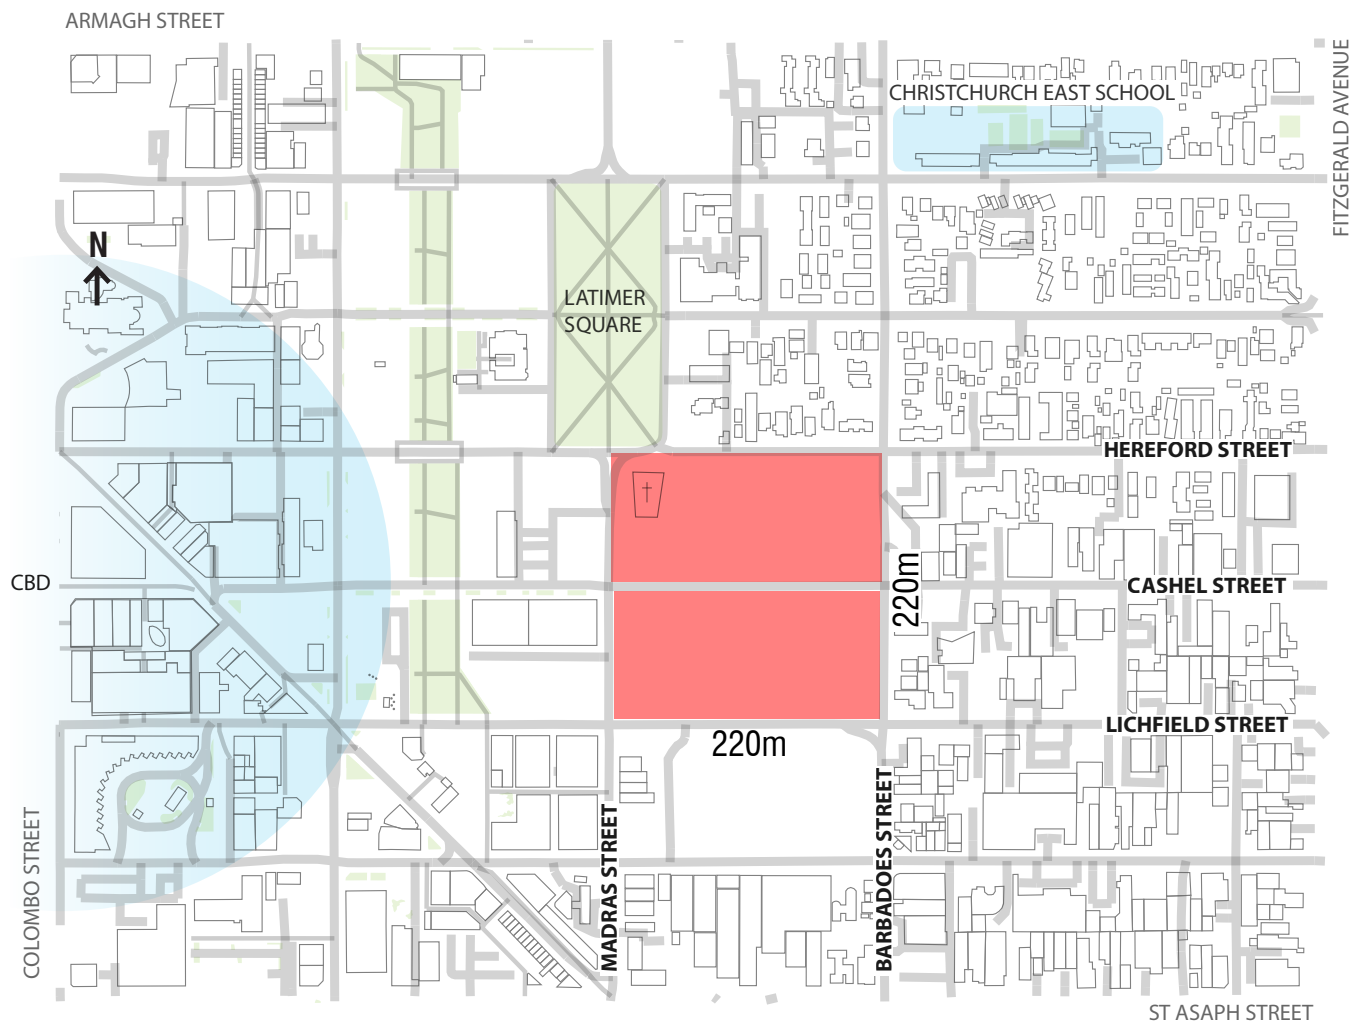 ARMAGH STREET
FITZGERALD AVENUE
CHRISTCHURCH EAST SCHOOL
N
LATIMER
SQUARE
HEREFORD STREET
CBD
220m
CASHEL STREET
LICHFIELD STREET
220m
COLOMBO STREET
MADRAS STREET
BARBADOES STREET
ST ASAPH STREET